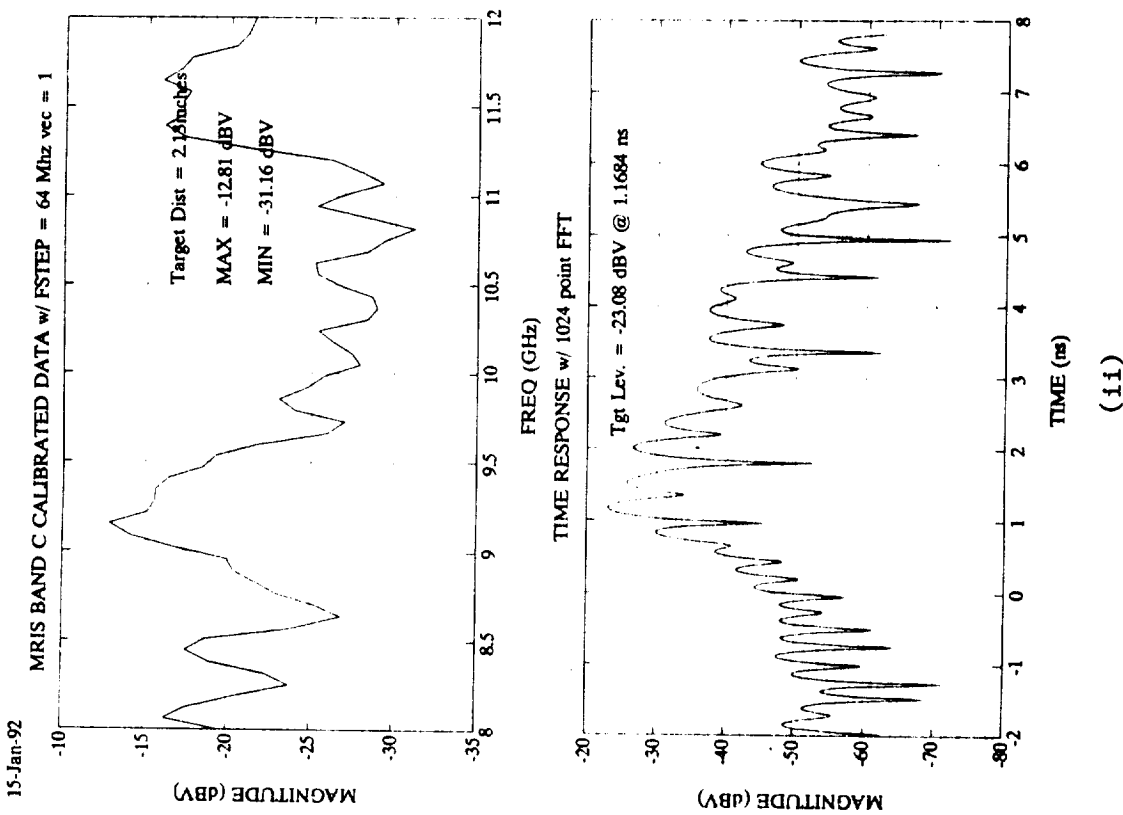 15-Jan-92
MRIS BAND C CALIBRATED DATA w/ FSTEP = 64 Mhz vec = 1
-10
-15
-20
-25
-30
-35
MAGNITUDE (dBV)
Target Dist = 2.13inches
MAX = -12.81 dBV
MIN = -31.16 dBV
8
8.5
9
9.5
10
10.5
11
11.5
12
FREQ (GHz)
TIME RESPONSE w/ 1024 point FFT
-20
-30
-40
-50
-60
-70
-80
MAGNITUDE (dBV)
Tgt Lev. = -23.08 dBV @ 1.1684 ns
-2
-1
0
1
2
3
4
5
6
7
8
TIME (ns)
(ii)